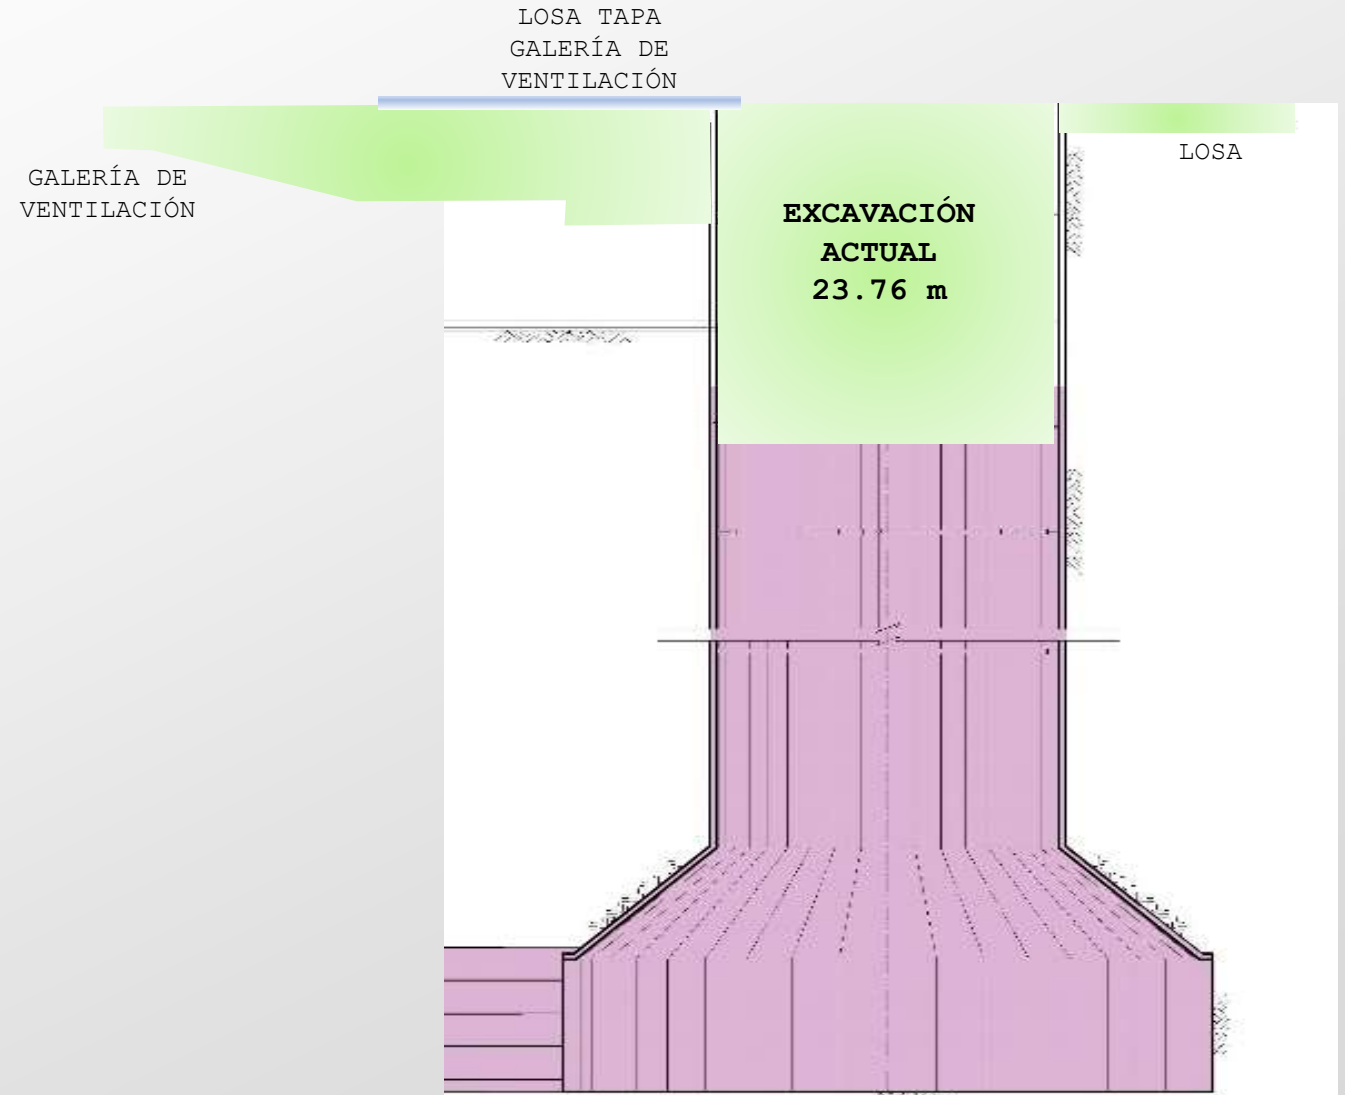 LOSA TAPA
GALERÍA DE
VENTILACIÓN
LOSA
GALERÍA DE
VENTILACIÓN
EXCAVACIÓN
ACTUAL
23.76 m